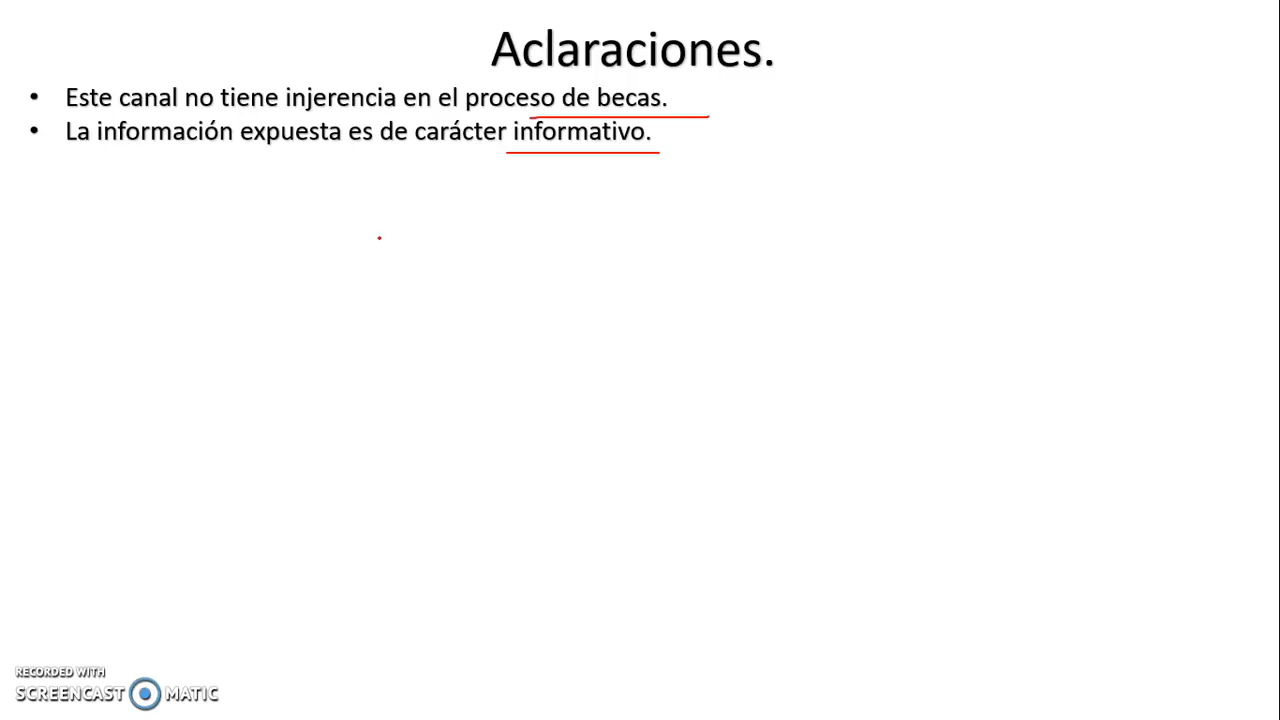 Aclaraciones.
• Este canal no tiene injerencia en el proceso de becas.
• La información expuesta es de carácter informativo.
RECORDED WITH
SCREENCAST MATIC